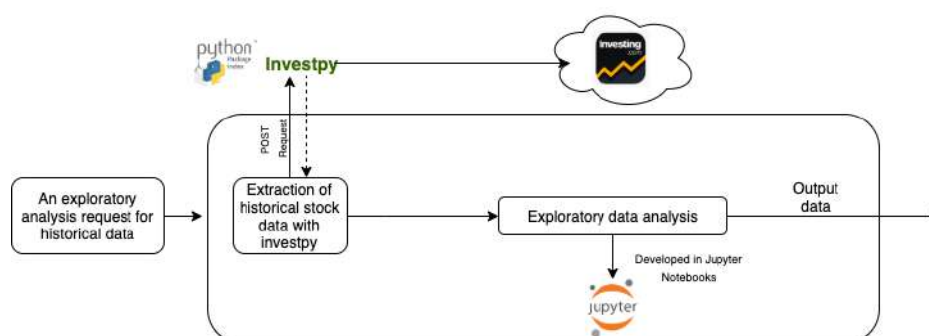 python
Package
Index
Investpy
Investing
.com
POST
Request
An exploratory
analysis request for
historical data
Extraction of
historical stock
data with
investpy
Exploratory data analysis
Output
data
Developed in Jupyter
Notebooks
jupyter